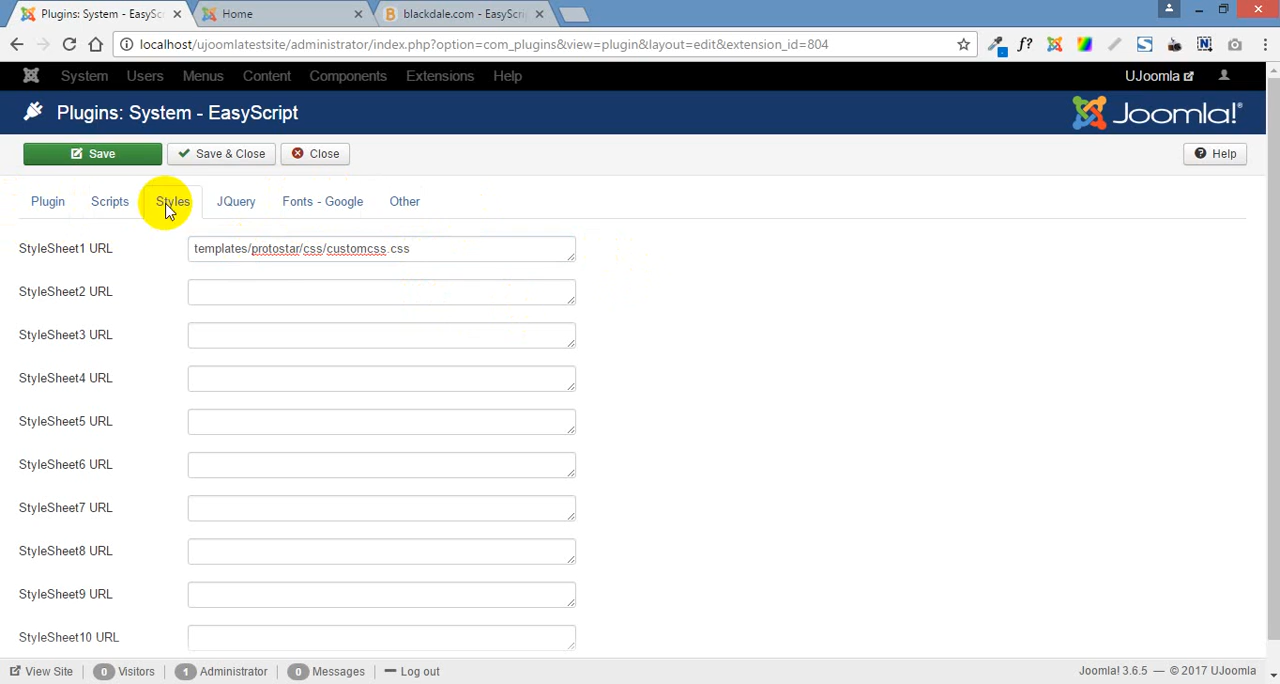 Plugins: System - EasySc
Home
blackdale.com - EasyScri
localhost/ujoomlatestsite/administrator/index.php?option=com_plugins&view=plugin&layout=edit&extension_id=804
f?
System Users Menus Content Components Extensions Help
UJoomla
Plugins: System - EasyScript
Joomla!®
Save
Save & Close
Close
Help
Plugin Scripts Styles JQuery Fonts - Google Other
StyleSheet1 URL templates/protostar/css/customcss.css
StyleSheet2 URL
StyleSheet3 URL
StyleSheet4 URL
StyleSheet5 URL
StyleSheet6 URL
StyleSheet7 URL
StyleSheet8 URL
StyleSheet9 URL
StyleSheet10 URL
View Site 0 Visitors 1 Administrator 0 Messages Log out
Joomla! 3.6.5 — © 2017 UJoomla